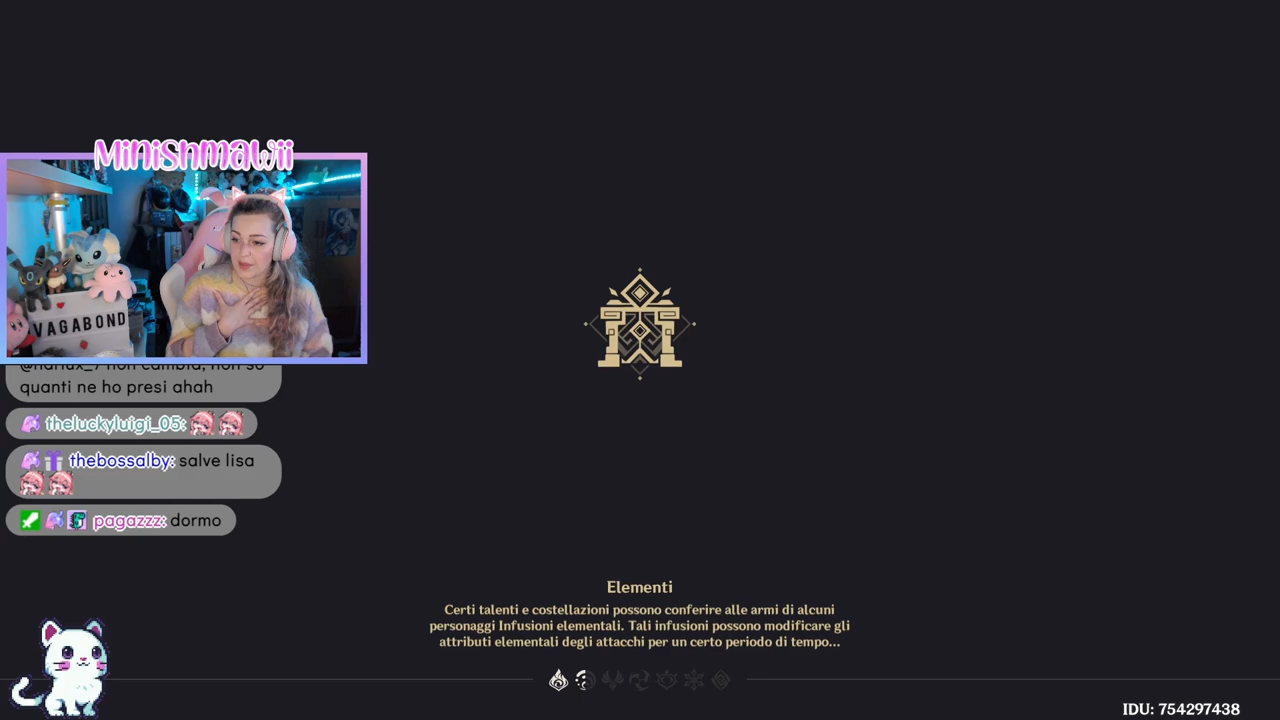 Minishmawii
VAGABOND
quanti ne ho presi ahah
theluckyluigi_05:
thebossalby: salve lisa
pagazzz: dormo
Elementi
Certi talenti e costellazioni possono conferire alle armi di alcuni
personaggi Infusioni elementali. Tali infusioni possono modificare gli
attributi elementali degli attacchi per un certo periodo di tempo...
IDU: 754297438